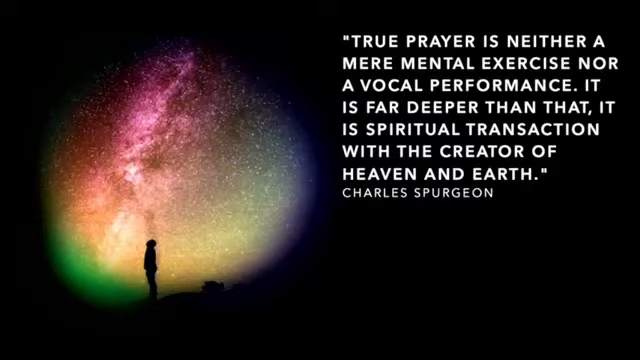 "TRUE PRAYER IS NEITHER A
MERE MENTAL EXERCISE NOR
A VOCAL PERFORMANCE. IT
IS FAR DEEPER THAN THAT, IT
IS SPIRITUAL TRANSACTION
WITH THE CREATOR OF
HEAVEN AND EARTH."
CHARLES SPURGEON